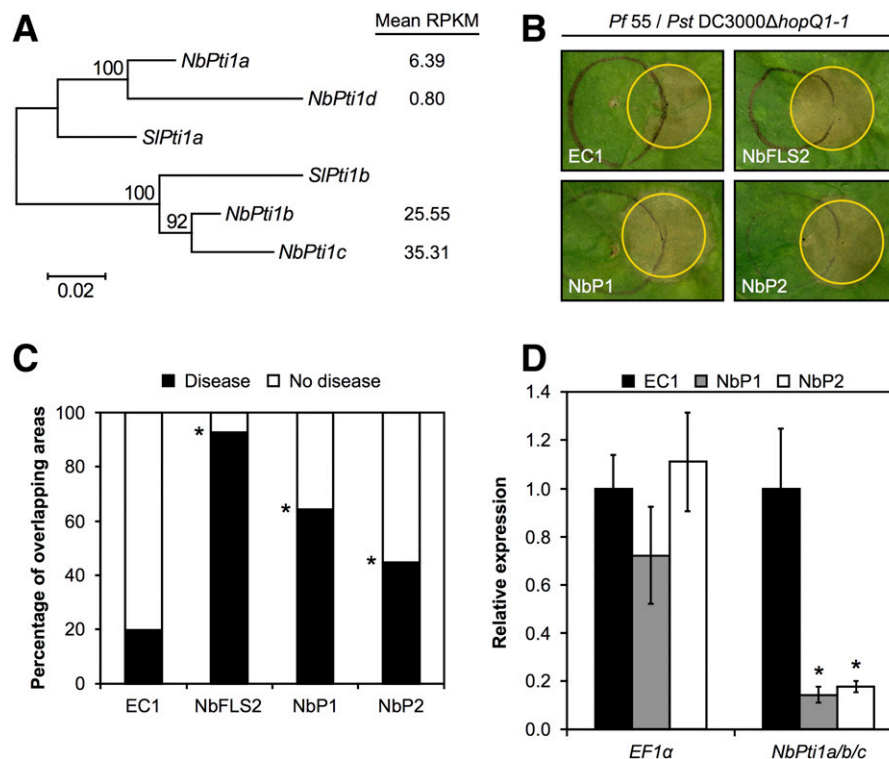 A
Mean RPKM
NbPti1a 6.39
100
NbPti1d 0.80
SlPti1a
SlPti1b
100
NbPti1b 25.55
92
NbPti1c 35.31
0.02
B
Pf 55 / Pst DC3000ΔhopQ1-1
EC1 NbFLS2
NbP1 NbP2
C
Disease No disease
Percentage of overlapping areas
100
80
60
40
20
0
*
*
*
EC1 NbFLS2 NbP1 NbP2
D
EC1 NbP1 NbP2
Relative expression
1.4
1.2
1.0
0.8
0.6
0.4
0.2
0.0
* *
EF1α NbPti1a/b/c